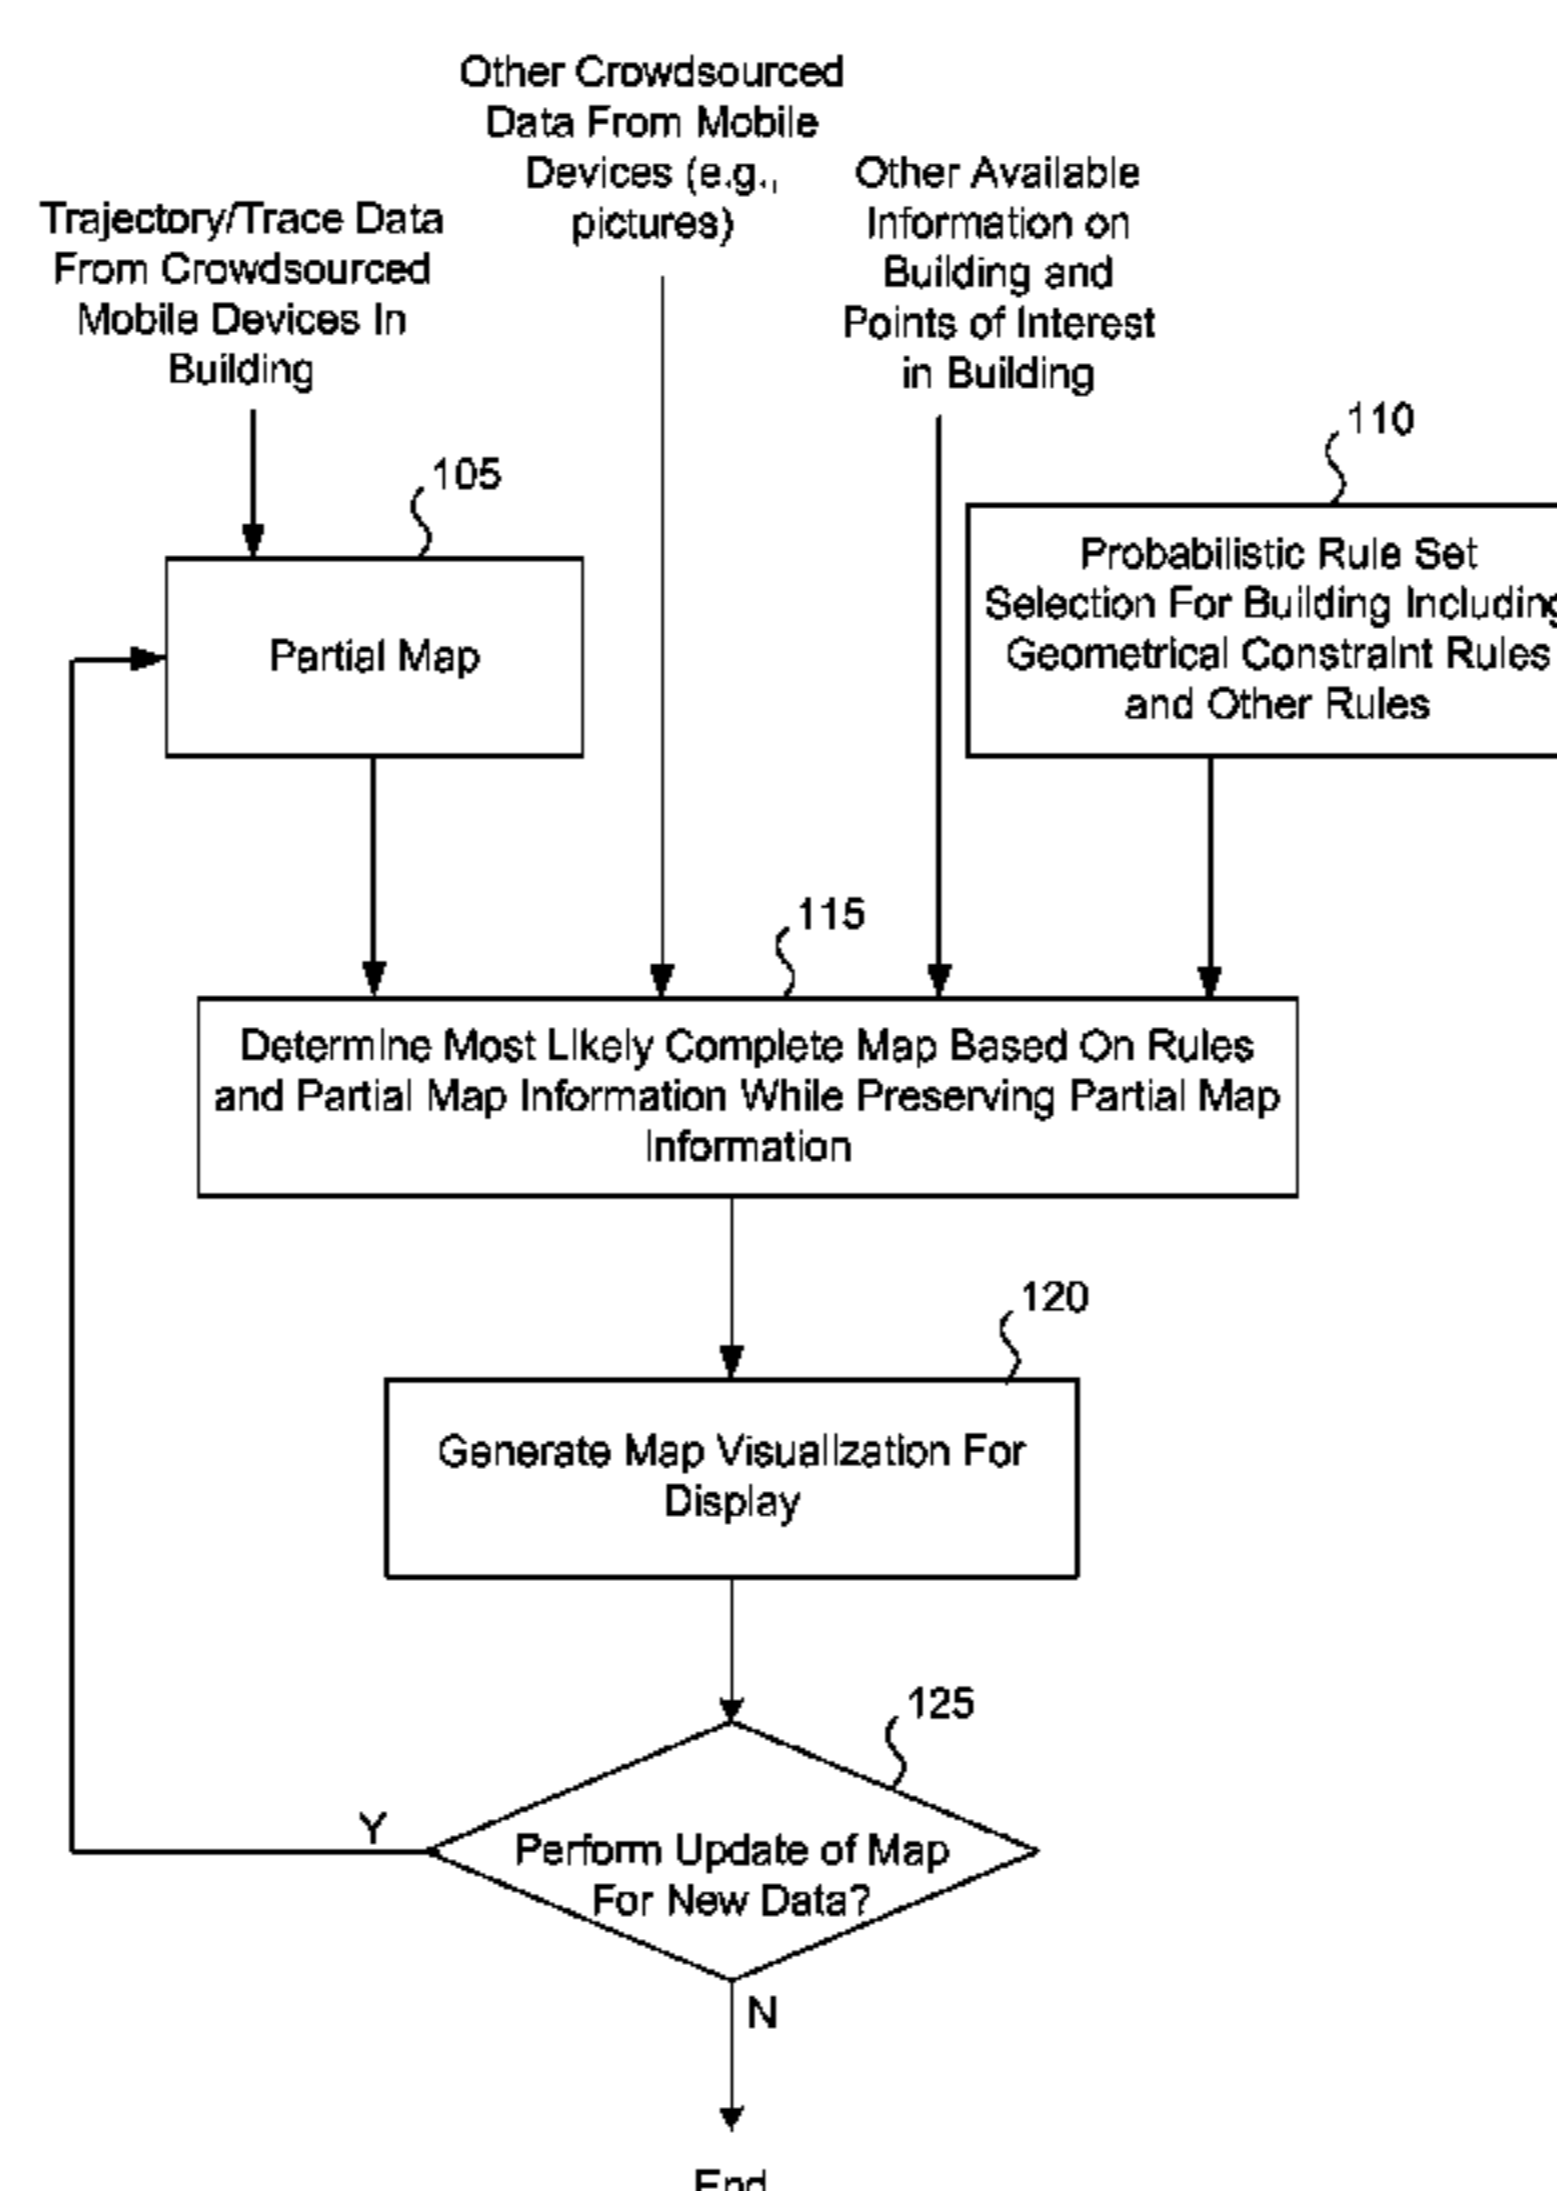 Other Crowdsourced
Data From Mobile
Devices (e.g.,
pictures)
Other Available
Information on
Building and
Points of Interest
in Building
Trajectory/Trace Data
From Crowdsourced
Mobile Devices In
Building
110
105
Probabilistic Rule Set
Selection For Building Including
Geometrical Constraint Rules
and Other Rules
Partial Map
115
Determine Most Likely Complete Map Based On Rules
and Partial Map Information While Preserving Partial Map
Information
120
Generate Map Visualization For
Display
125
Y
Perform Update of Map
For New Data?
N
End